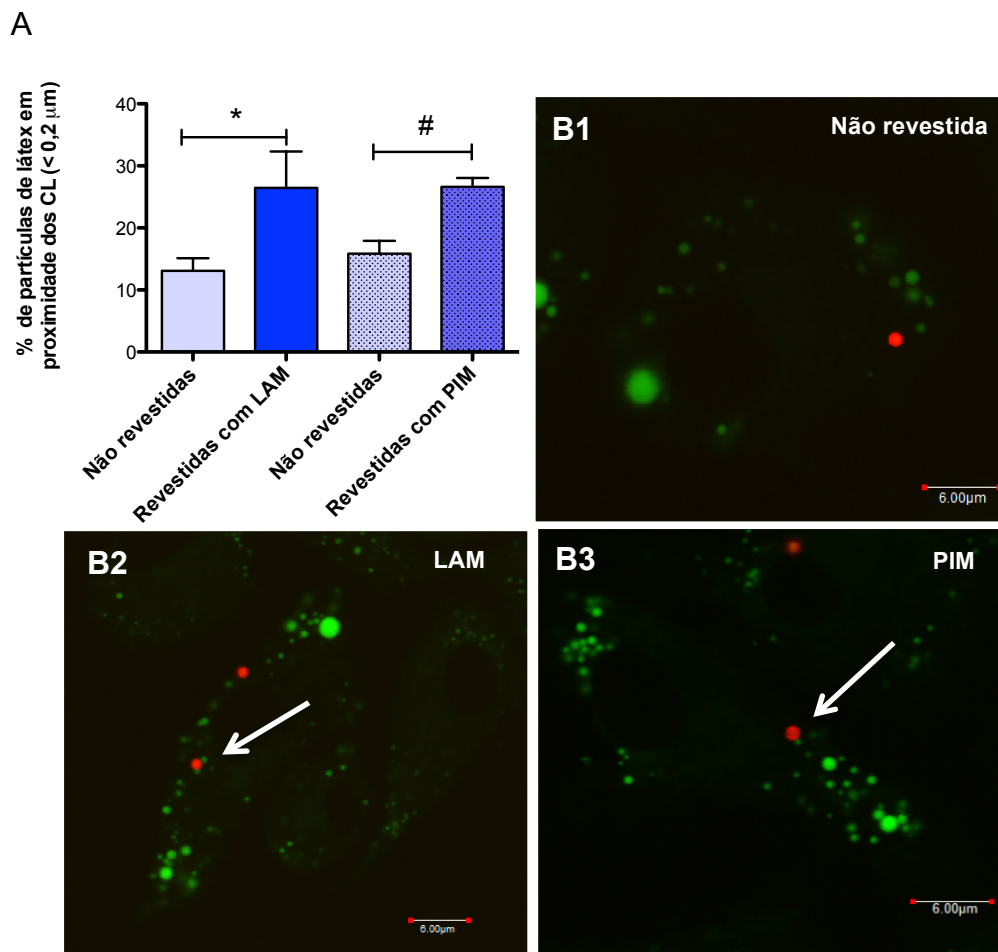 A
% de partículas de látex em
proximidade dos CL (< 0,2 μm)
40
30
20
10
0
*
#
Não revestidas
Revestidas com LAM
Não revestidas
Revestidas com PIM
B1
Não revestida
6.00μm
B2
LAM
6.00μm
B3
PIM
6.00μm